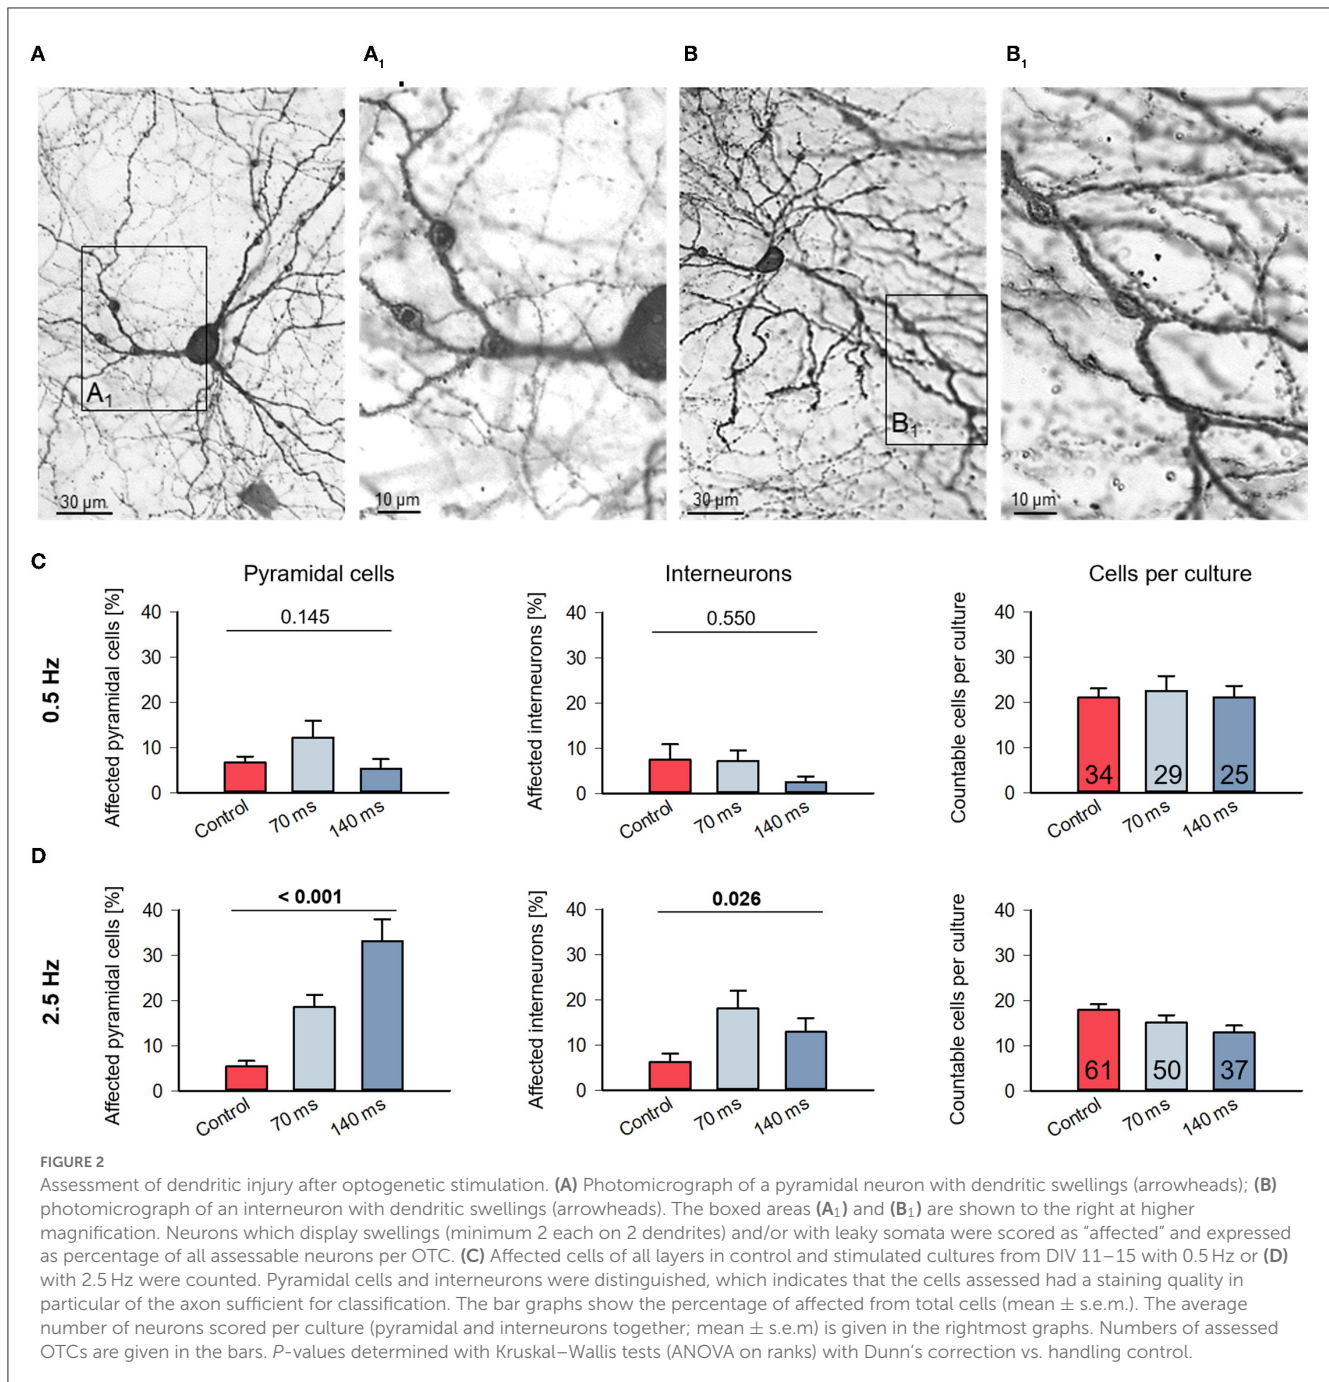 A
A₁
B
B₁
A₁
30 µm
10 µm
B₁
30 µm
10 µm
C
Pyramidal cells
Interneurons
Cells per culture
0.5 Hz
Affected pyramidal cells [%]
40
30
20
10
0
0.145
Control
70 ms
140 ms
Affected interneurons [%]
40
30
20
10
0
0.550
Control
70 ms
140 ms
Countable cells per culture
40
30
20
10
0
34
29
25
Control
70 ms
140 ms
D
2.5 Hz
Affected pyramidal cells [%]
40
30
20
10
0
< 0.001
Control
70 ms
140 ms
Affected interneurons [%]
40
30
20
10
0
0.026
Control
70 ms
140 ms
Countable cells per culture
40
30
20
10
0
61
50
37
Control
70 ms
140 ms
FIGURE 2
Assessment of dendritic injury after optogenetic stimulation. (A) Photomicrograph of a pyramidal neuron with dendritic swellings (arrowheads); (B)
photomicrograph of an interneuron with dendritic swellings (arrowheads). The boxed areas (A₁) and (B₁) are shown to the right at higher
magnification. Neurons which display swellings (minimum 2 each on 2 dendrites) and/or with leaky somata were scored as “affected” and expressed
as percentage of all assessable neurons per OTC. (C) Affected cells of all layers in control and stimulated cultures from DIV 11–15 with 0.5 Hz or (D)
with 2.5 Hz were counted. Pyramidal cells and interneurons were distinguished, which indicates that the cells assessed had a staining quality in
particular of the axon sufficient for classification. The bar graphs show the percentage of affected from total cells (mean ± s.e.m.). The average
number of neurons scored per culture (pyramidal and interneurons together; mean ± s.e.m) is given in the rightmost graphs. Numbers of assessed
OTCs are given in the bars. P-values determined with Kruskal–Wallis tests (ANOVA on ranks) with Dunn’s correction vs. handling control.